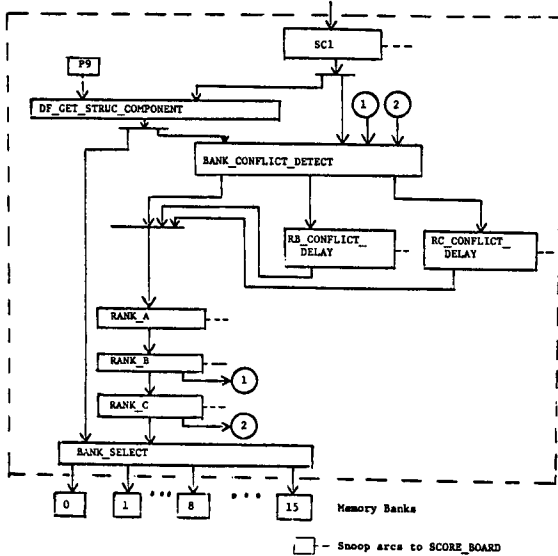 SC1
P9
DF_GET_STRUC_COMPONENT
1
2
BANK_CONFLICT_DETECT
RB_CONFLICT_
DELAY
RC_CONFLICT_
DELAY
RANK_A
RANK_B
1
RANK_C
2
BANK_SELECT
0
1
8
15
Memory Banks
Snoop arcs to SCORE_BOARD